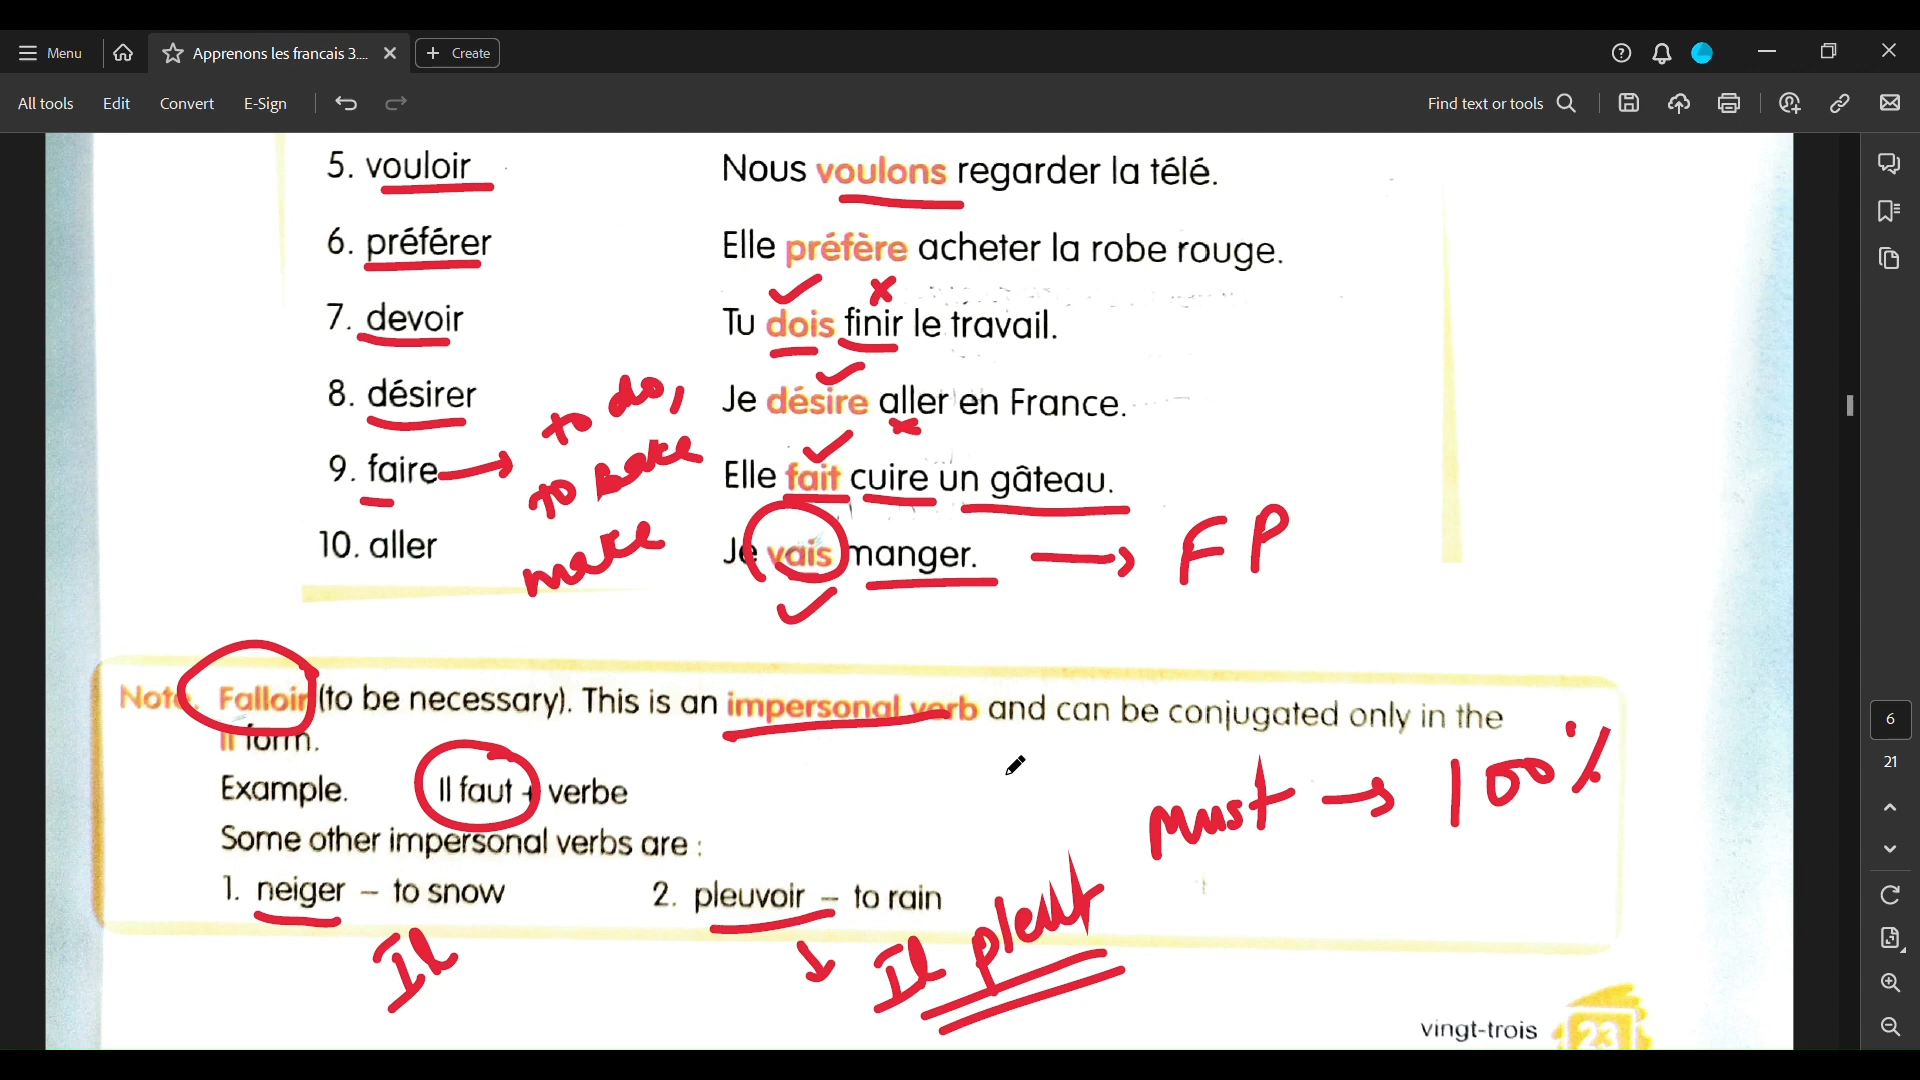 Menu
Apprenons les francais 3....
Create
All tools
Edit
Convert
E-Sign
Find text or tools
5. vouloir Nous voulons regarder la télé.
6. préférer Elle préfère acheter la robe rouge.
7. devoir Tu dois finir le travail.
8. désirer Je désire aller en France.
to do,
9. faire Elle fait cuire un gâteau.
to bake
make
10. aller Je vais manger. FP
Note. Falloir (to be necessary). This is an impersonal verb and can be conjugated only in the
Il form.
Example. Il faut + verbe
must → 100%
Some other impersonal verbs are :
1. neiger – to snow 2. pleuvoir – to rain
Il
Il pleut
vingt-trois 23
6
21